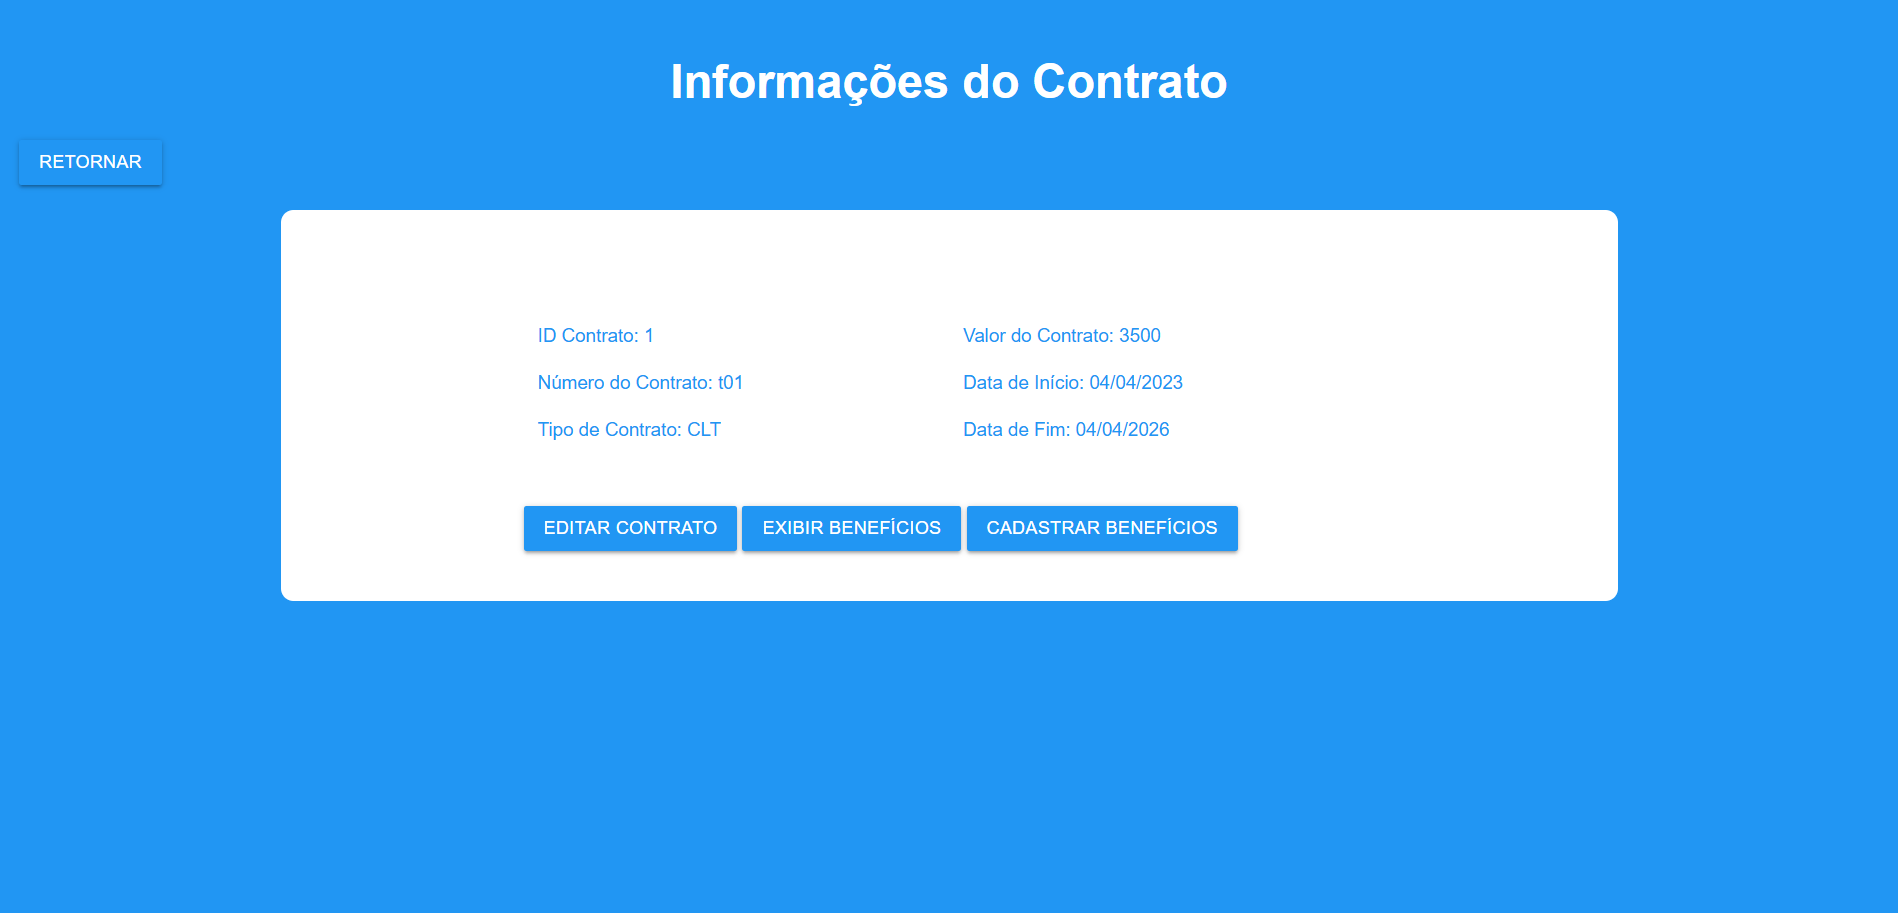 Informações do Contrato
RETORNAR
ID Contrato: 1
Valor do Contrato: 3500
Número do Contrato: t01
Data de Início: 04/04/2023
Tipo de Contrato: CLT
Data de Fim: 04/04/2026
EDITAR CONTRATO
EXIBIR BENEFÍCIOS
CADASTRAR BENEFÍCIOS